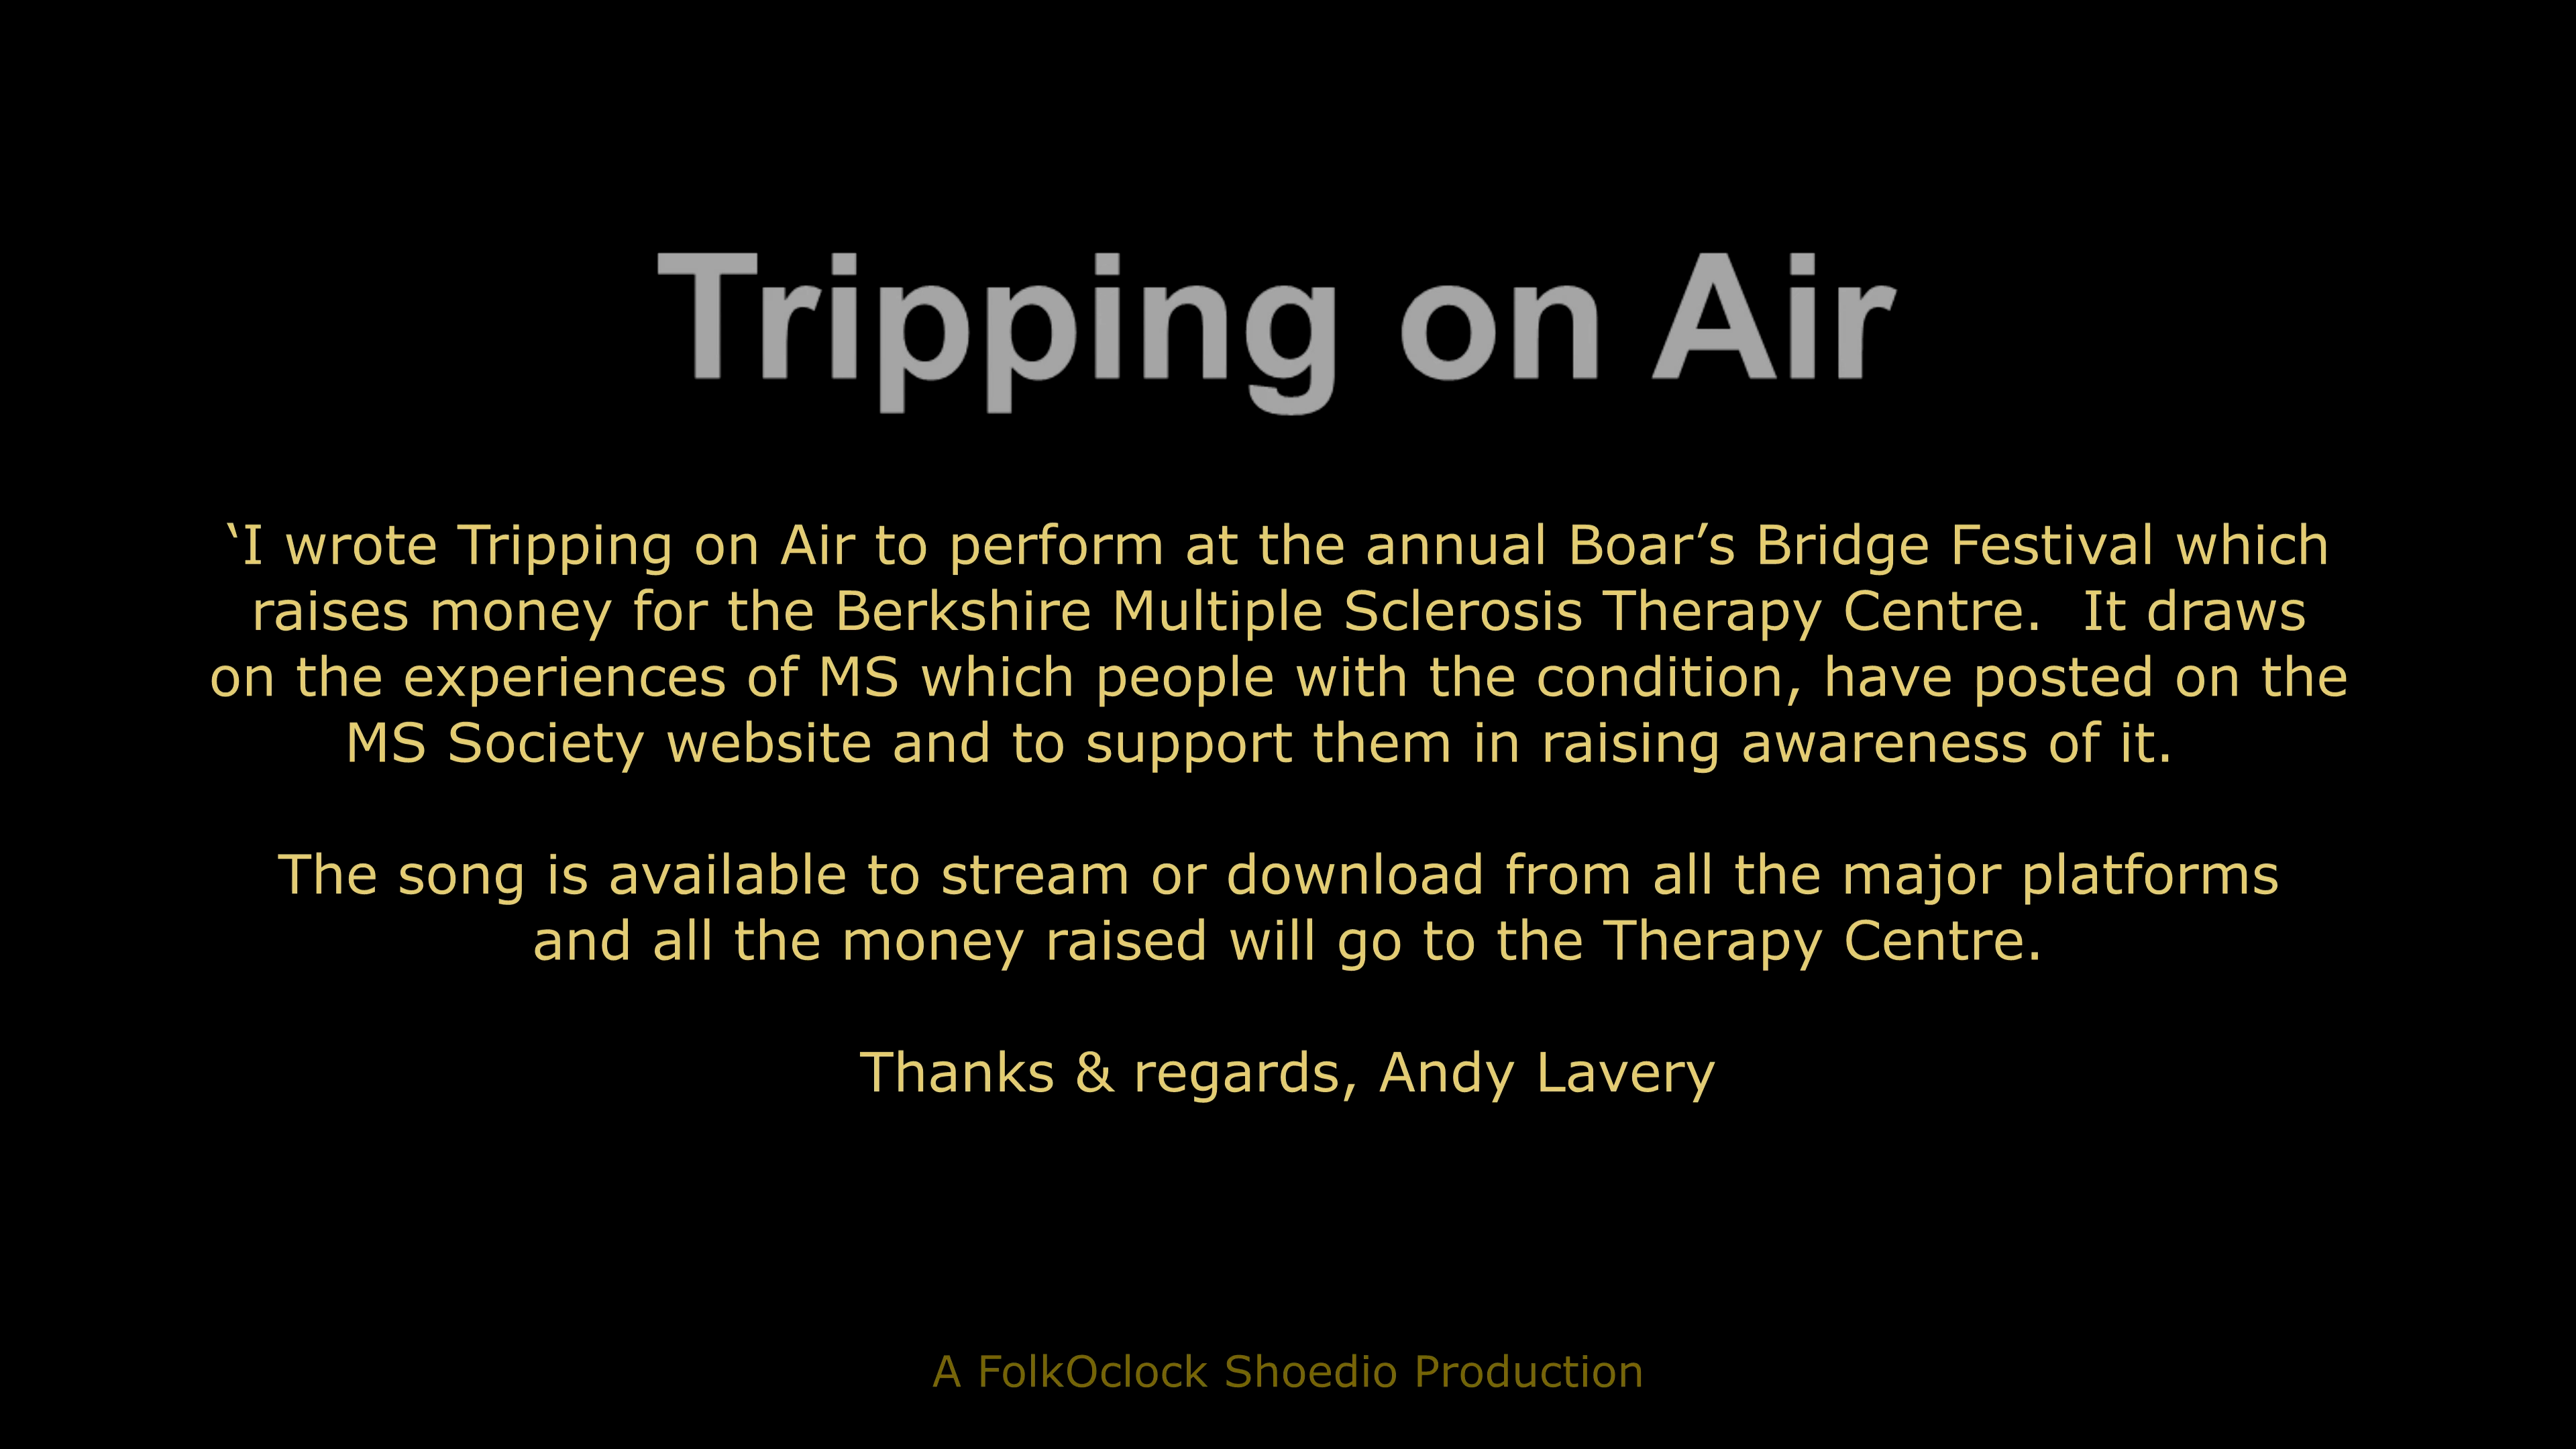 Tripping on Air
‘I wrote Tripping on Air to perform at the annual Boar’s Bridge Festival which
raises money for the Berkshire Multiple Sclerosis Therapy Centre.  It draws
on the experiences of MS which people with the condition, have posted on the
MS Society website and to support them in raising awareness of it.
The song is available to stream or download from all the major platforms
and all the money raised will go to the Therapy Centre.
Thanks & regards, Andy Lavery
A FolkOclock Shoedio Production